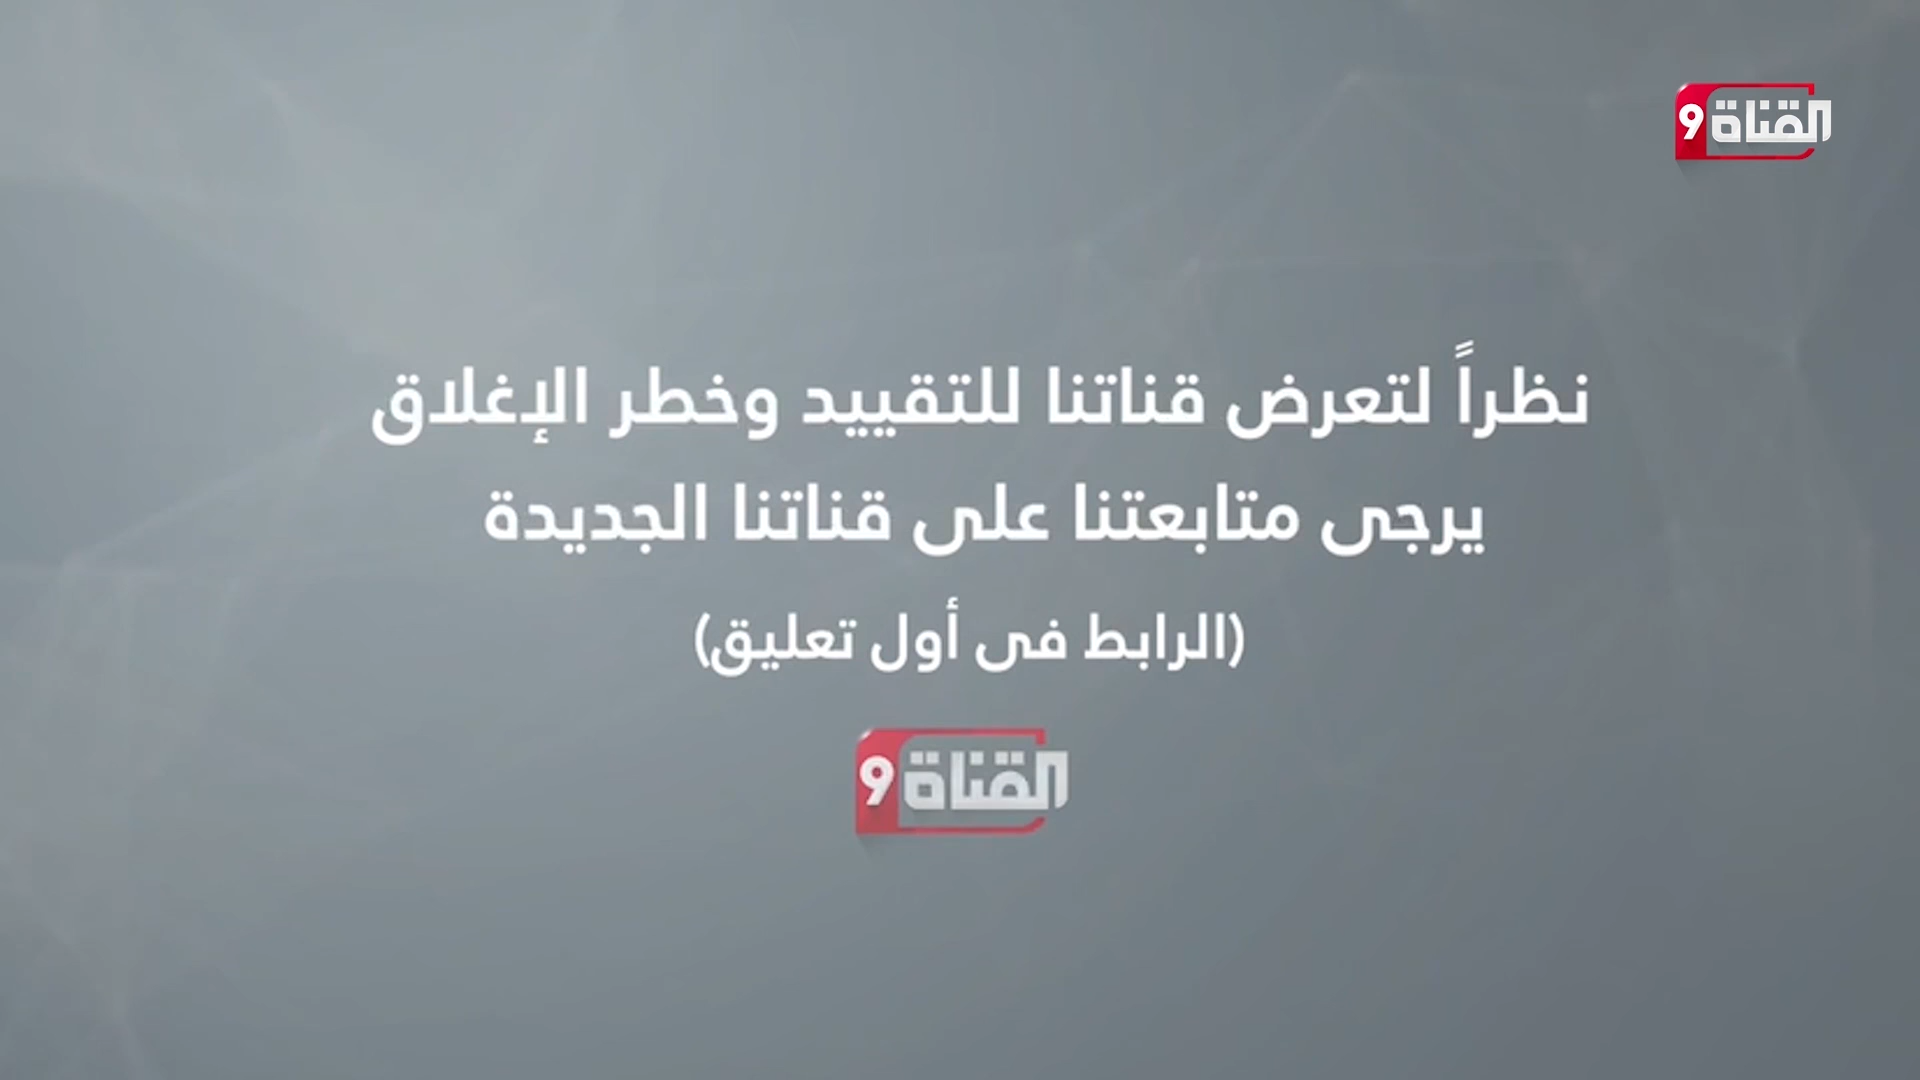 القناة 9
نظراً لتعرض قناتنا للتقييد وخطر الإغلاق
يرجى متابعتنا على قناتنا الجديدة
(الرابط فى أول تعليق)
القناة 9